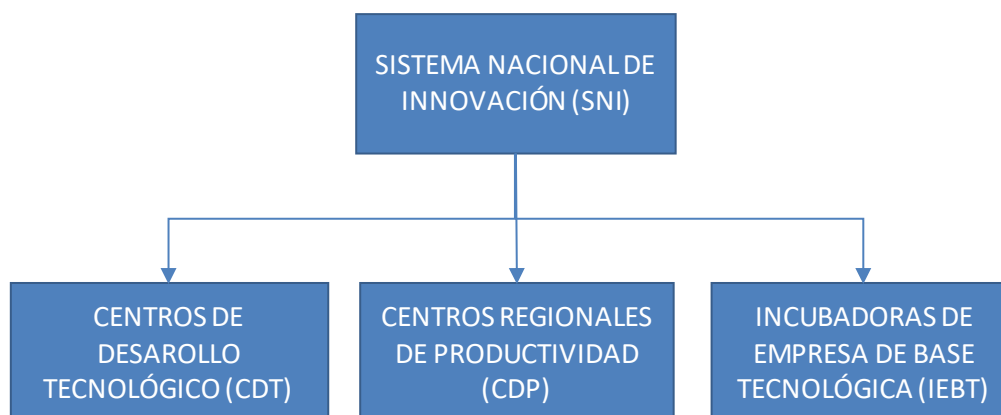 SISTEMA NACIONAL DE
INNOVACIÓN (SNI)
CENTROS DE
DESAROLLO
TECNOLÓGICO (CDT)
CENTROS REGIONALES
DE PRODUCTIVIDAD
(CDP)
INCUBADORAS DE
EMPRESA DE BASE
TECNOLÓGICA (IEBT)